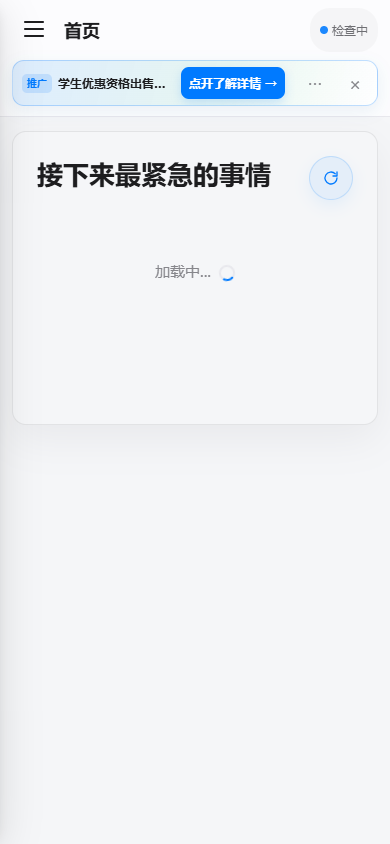 首页
检查中
推广 学生优惠资格出售... 点开了解详情 → ··· ×
接下来最紧急的事情
加载中...